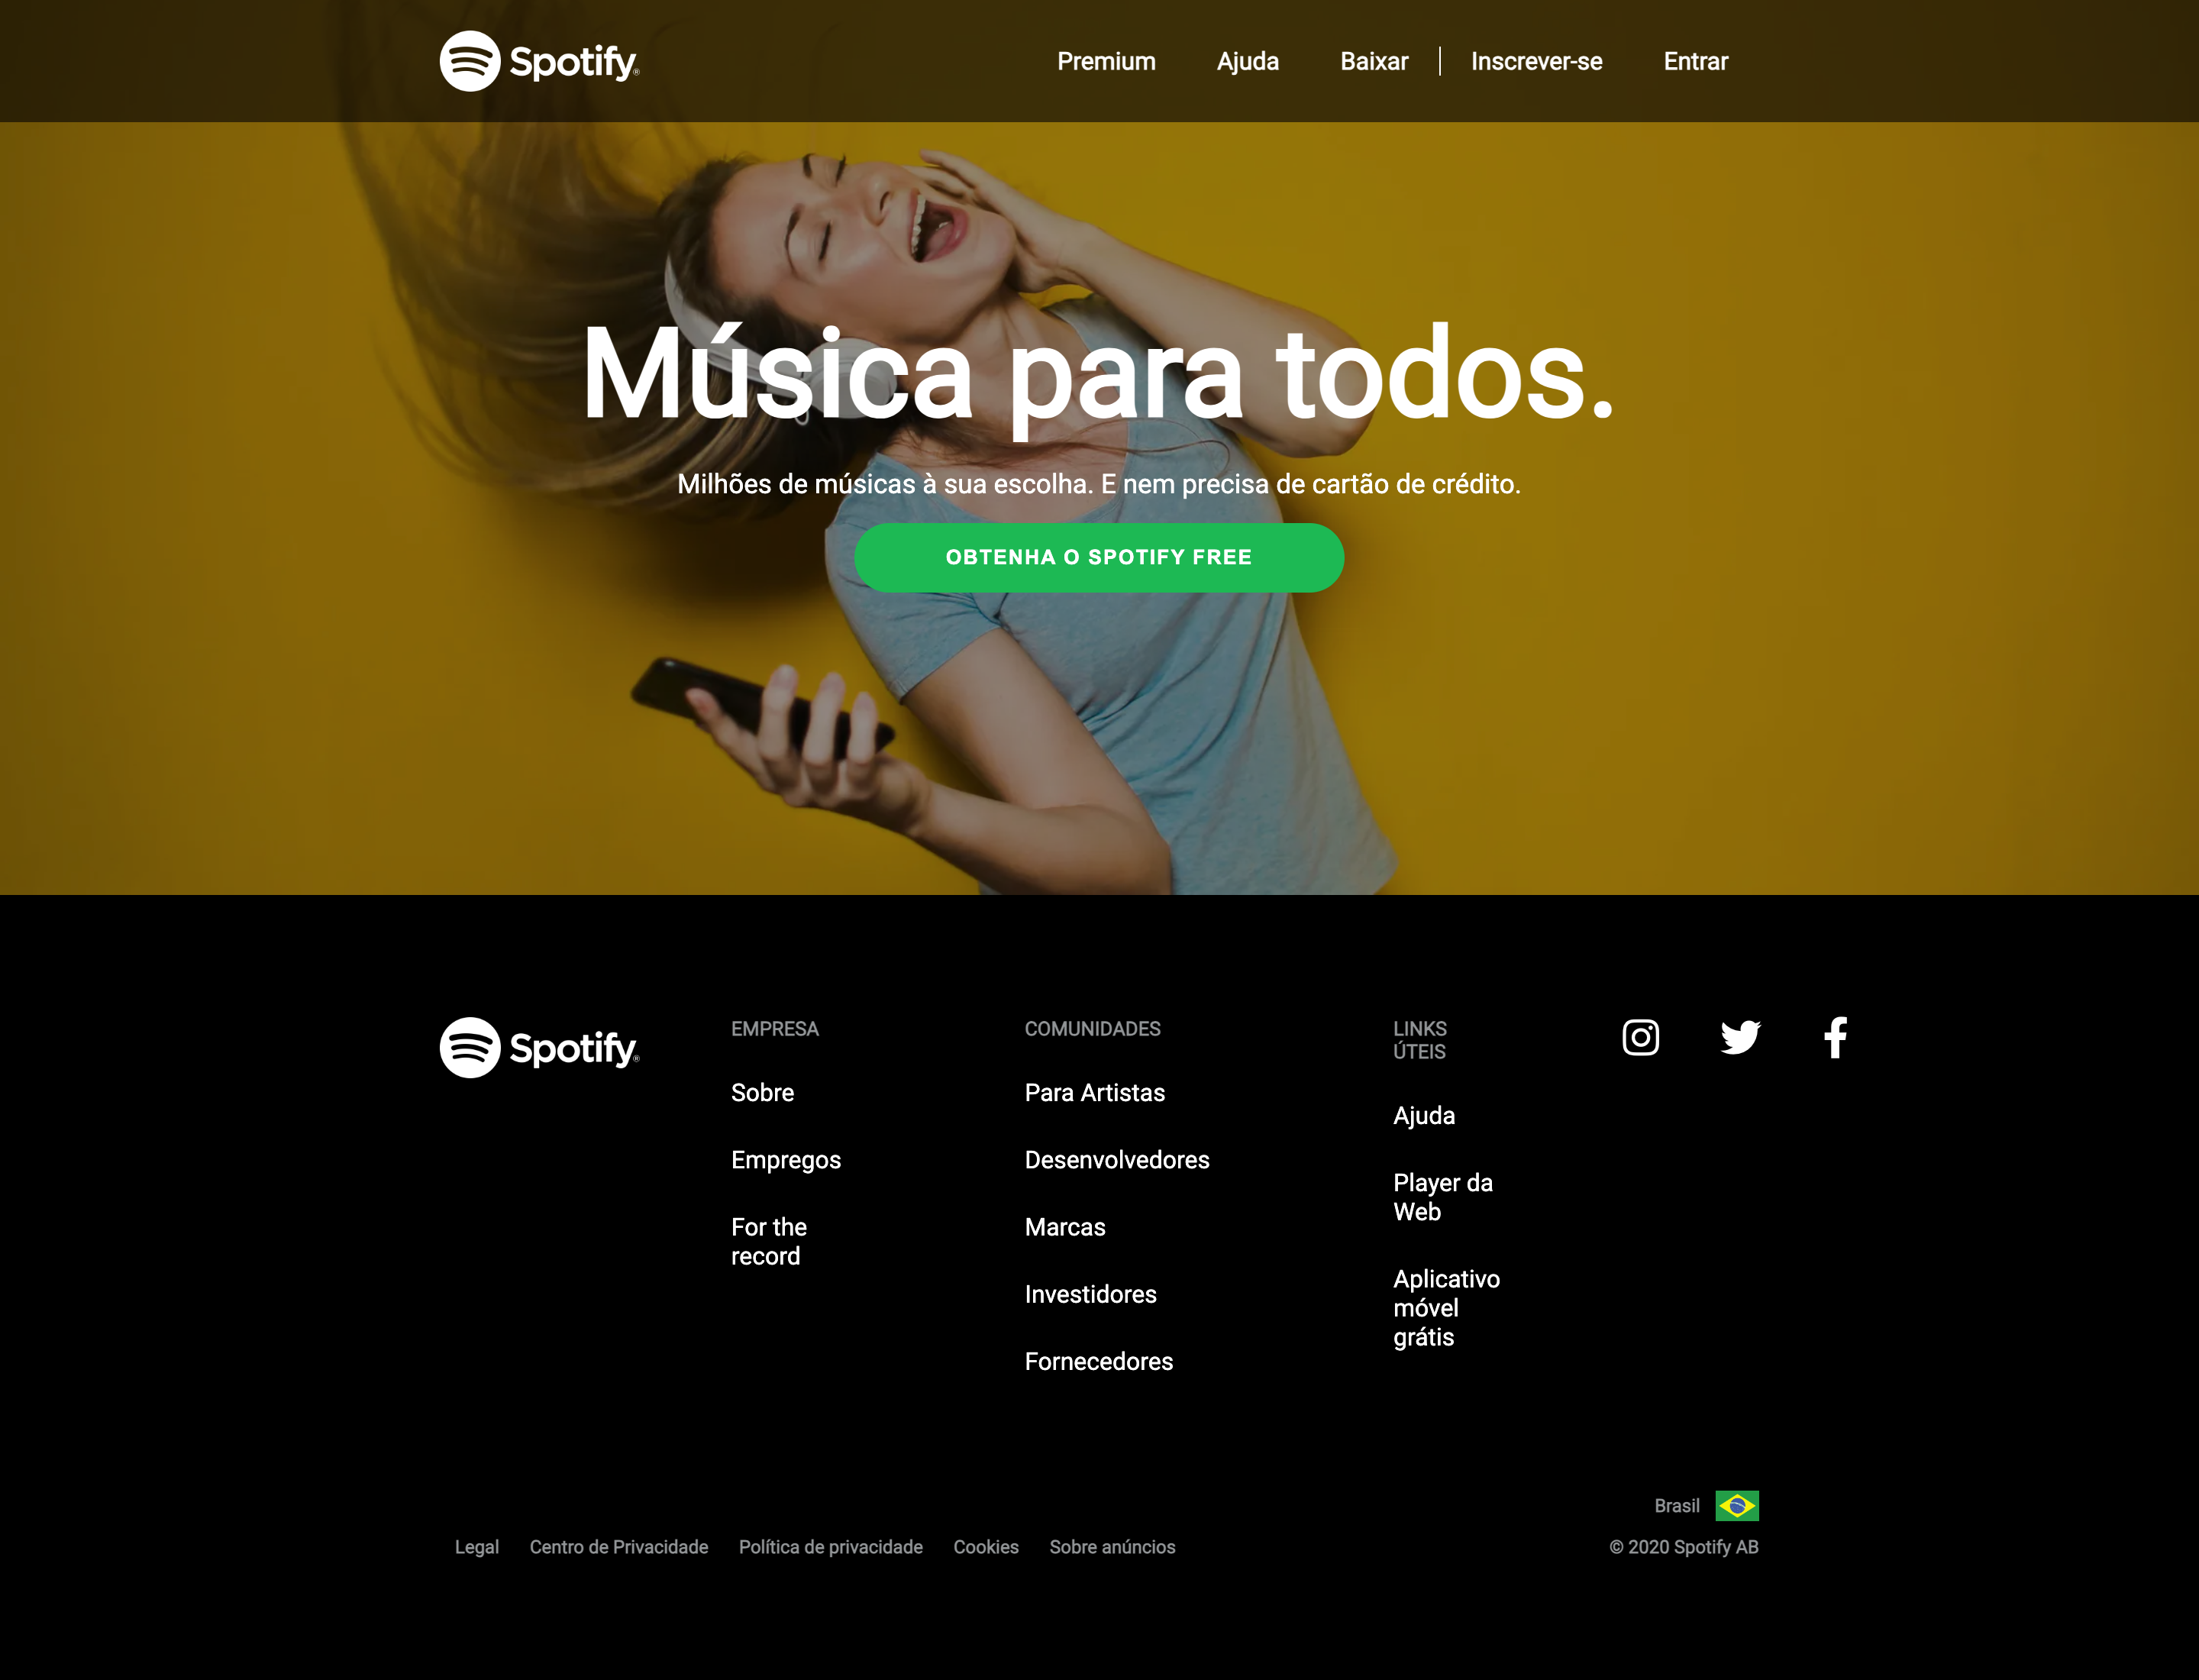 Spotify®
Premium Ajuda Baixar Inscrever-se Entrar
Música para todos.
Milhões de músicas à sua escolha. E nem precisa de cartão de crédito.
OBTENHA O SPOTIFY FREE
Spotify®
EMPRESA
Sobre
Empregos
For the
record
COMUNIDADES
Para Artistas
Desenvolvedores
Marcas
Investidores
Fornecedores
LINKS
ÚTEIS
Ajuda
Player da
Web
Aplicativo
móvel
grátis
Brasil
Legal Centro de Privacidade Política de privacidade Cookies Sobre anúncios
© 2020 Spotify AB